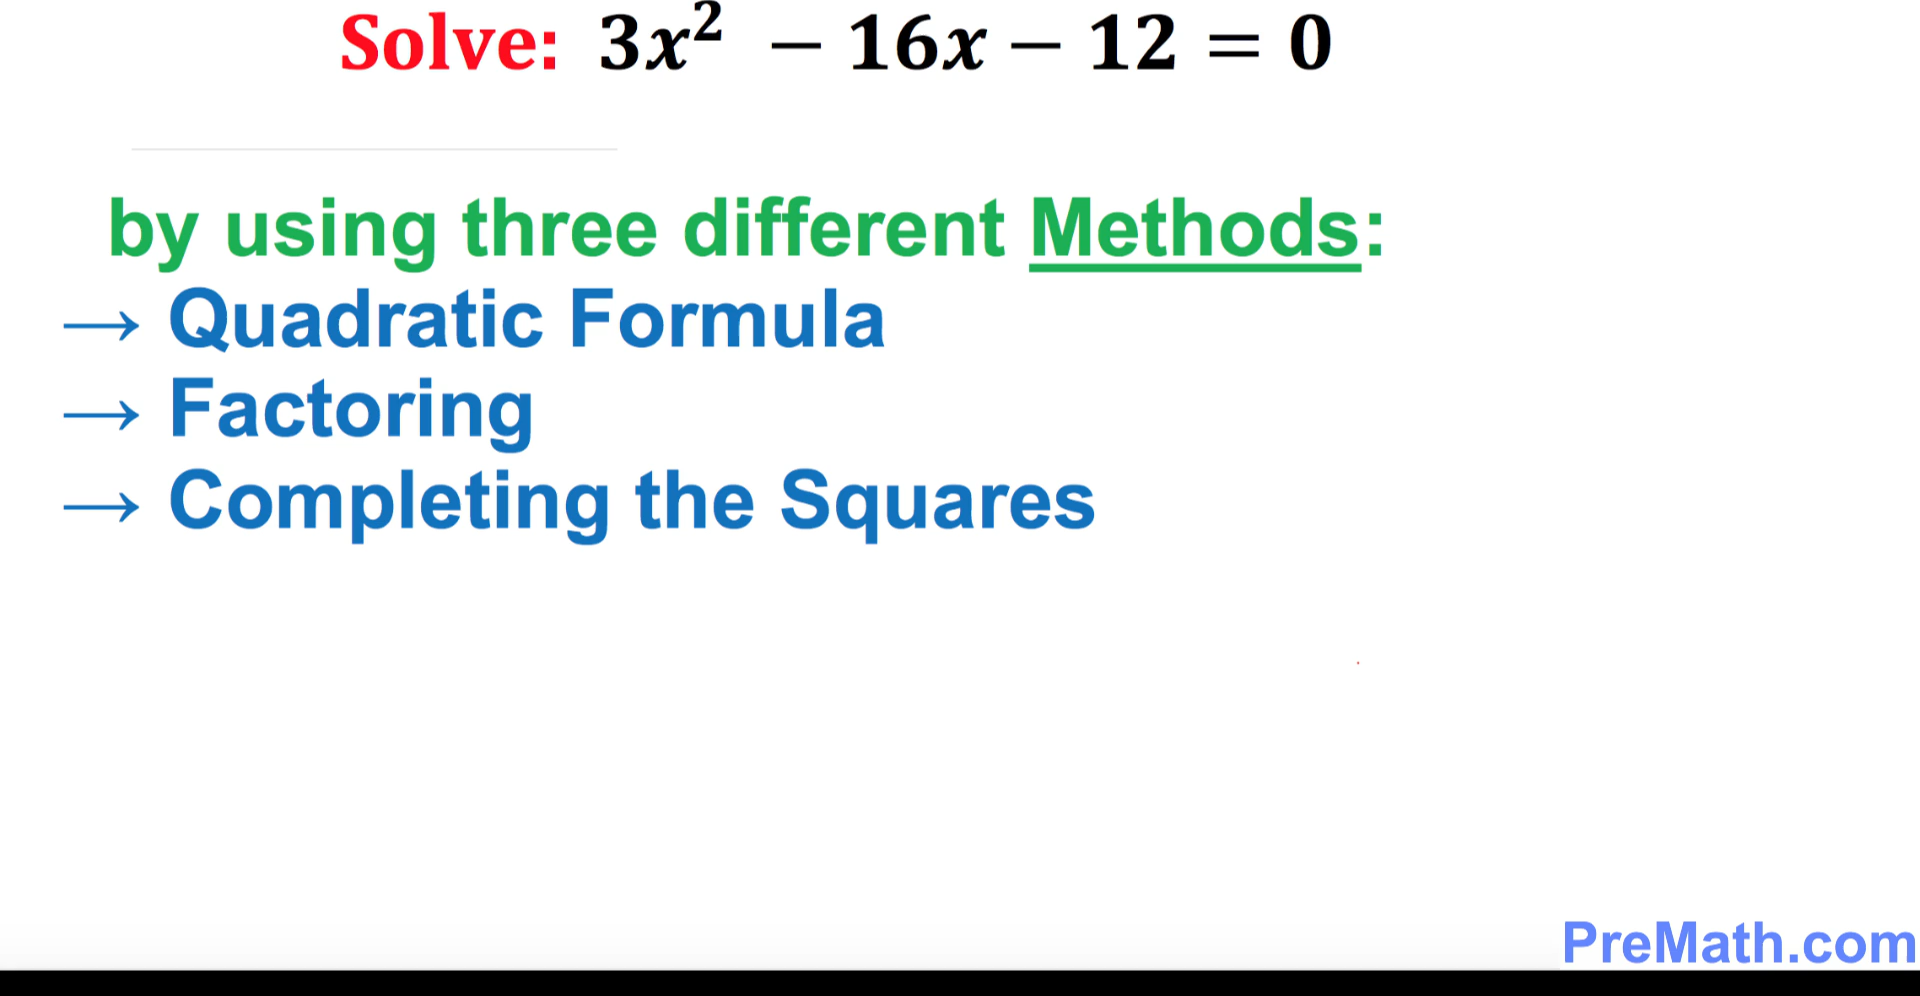 Solve: 3x² − 16x − 12 = 0
by using three different Methods:
→ Quadratic Formula
→ Factoring
→ Completing the Squares
PreMath.com